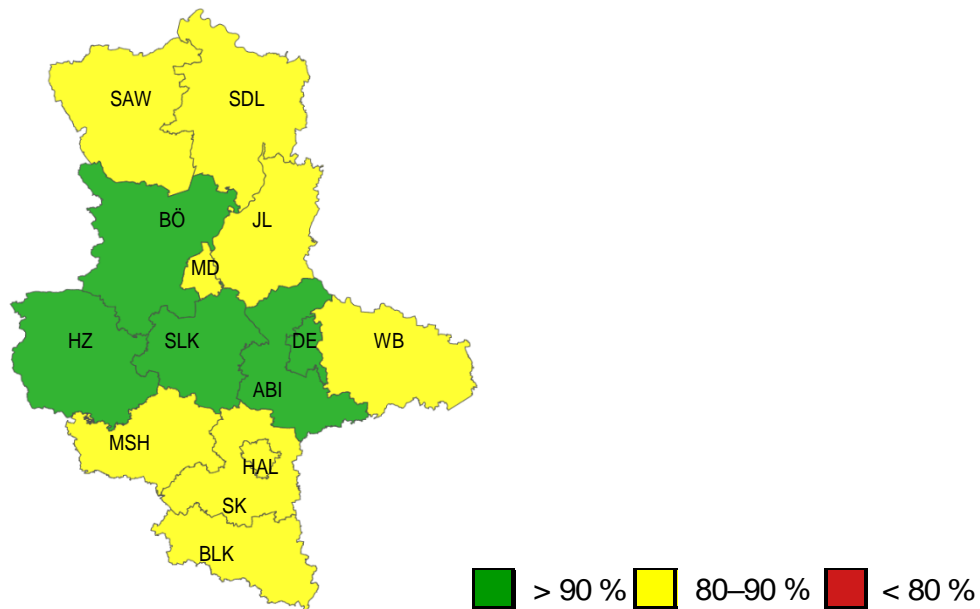 SAW SDL
BÖ JL
MD
HZ SLK DE WB
ABI
MSH
HAL
SK
BLK
> 90 % 80–90 % < 80 %